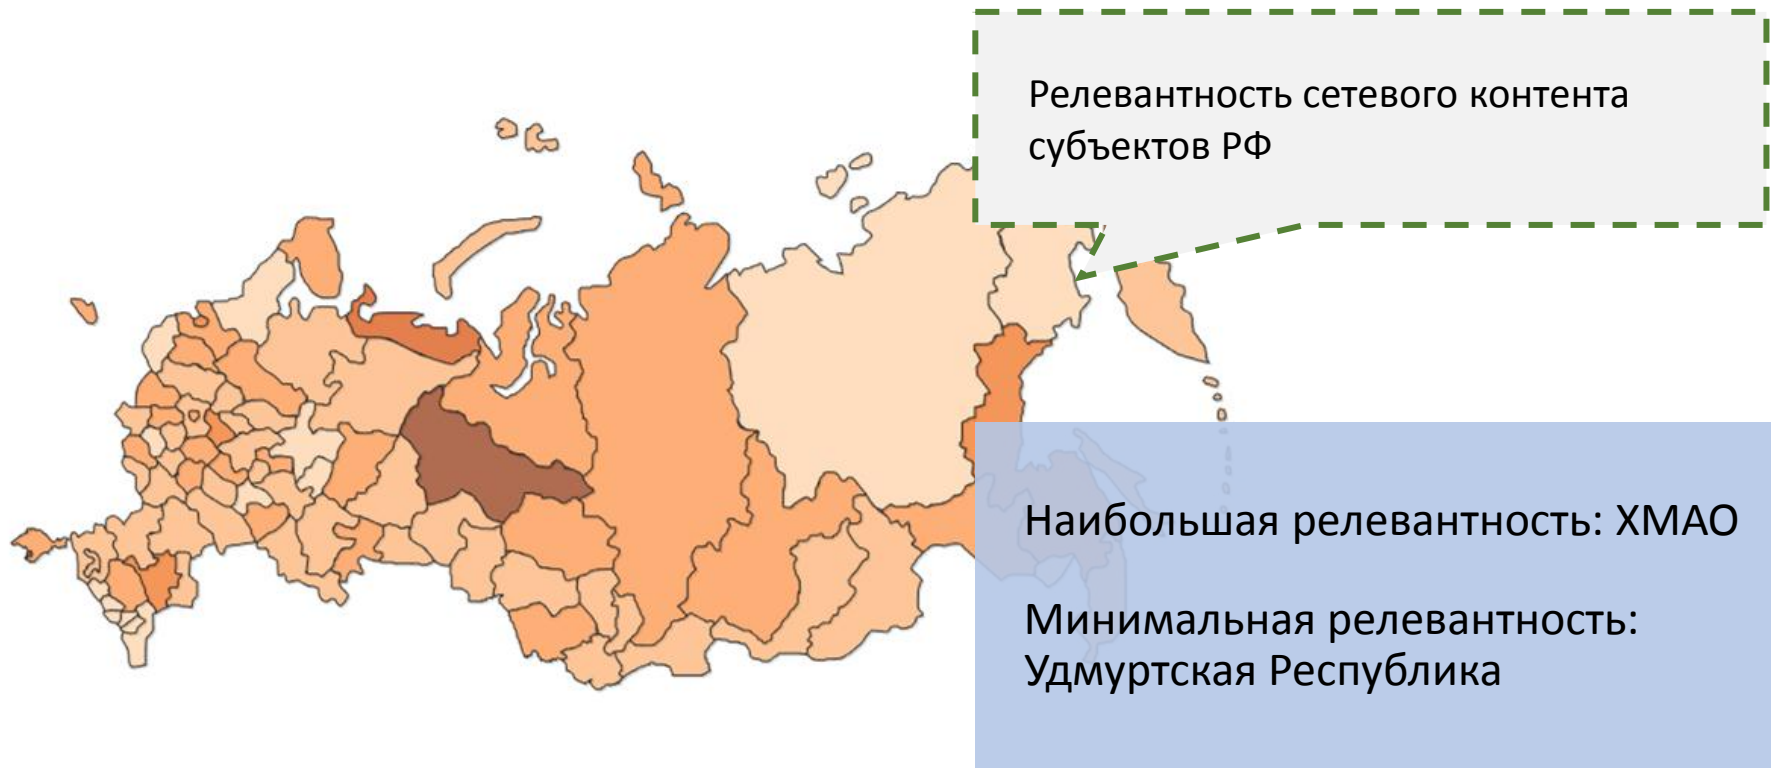 Релевантность сетевого контента
субъектов РФ
Наибольшая релевантность: ХМАО
Минимальная релевантность:
Удмуртская Республика